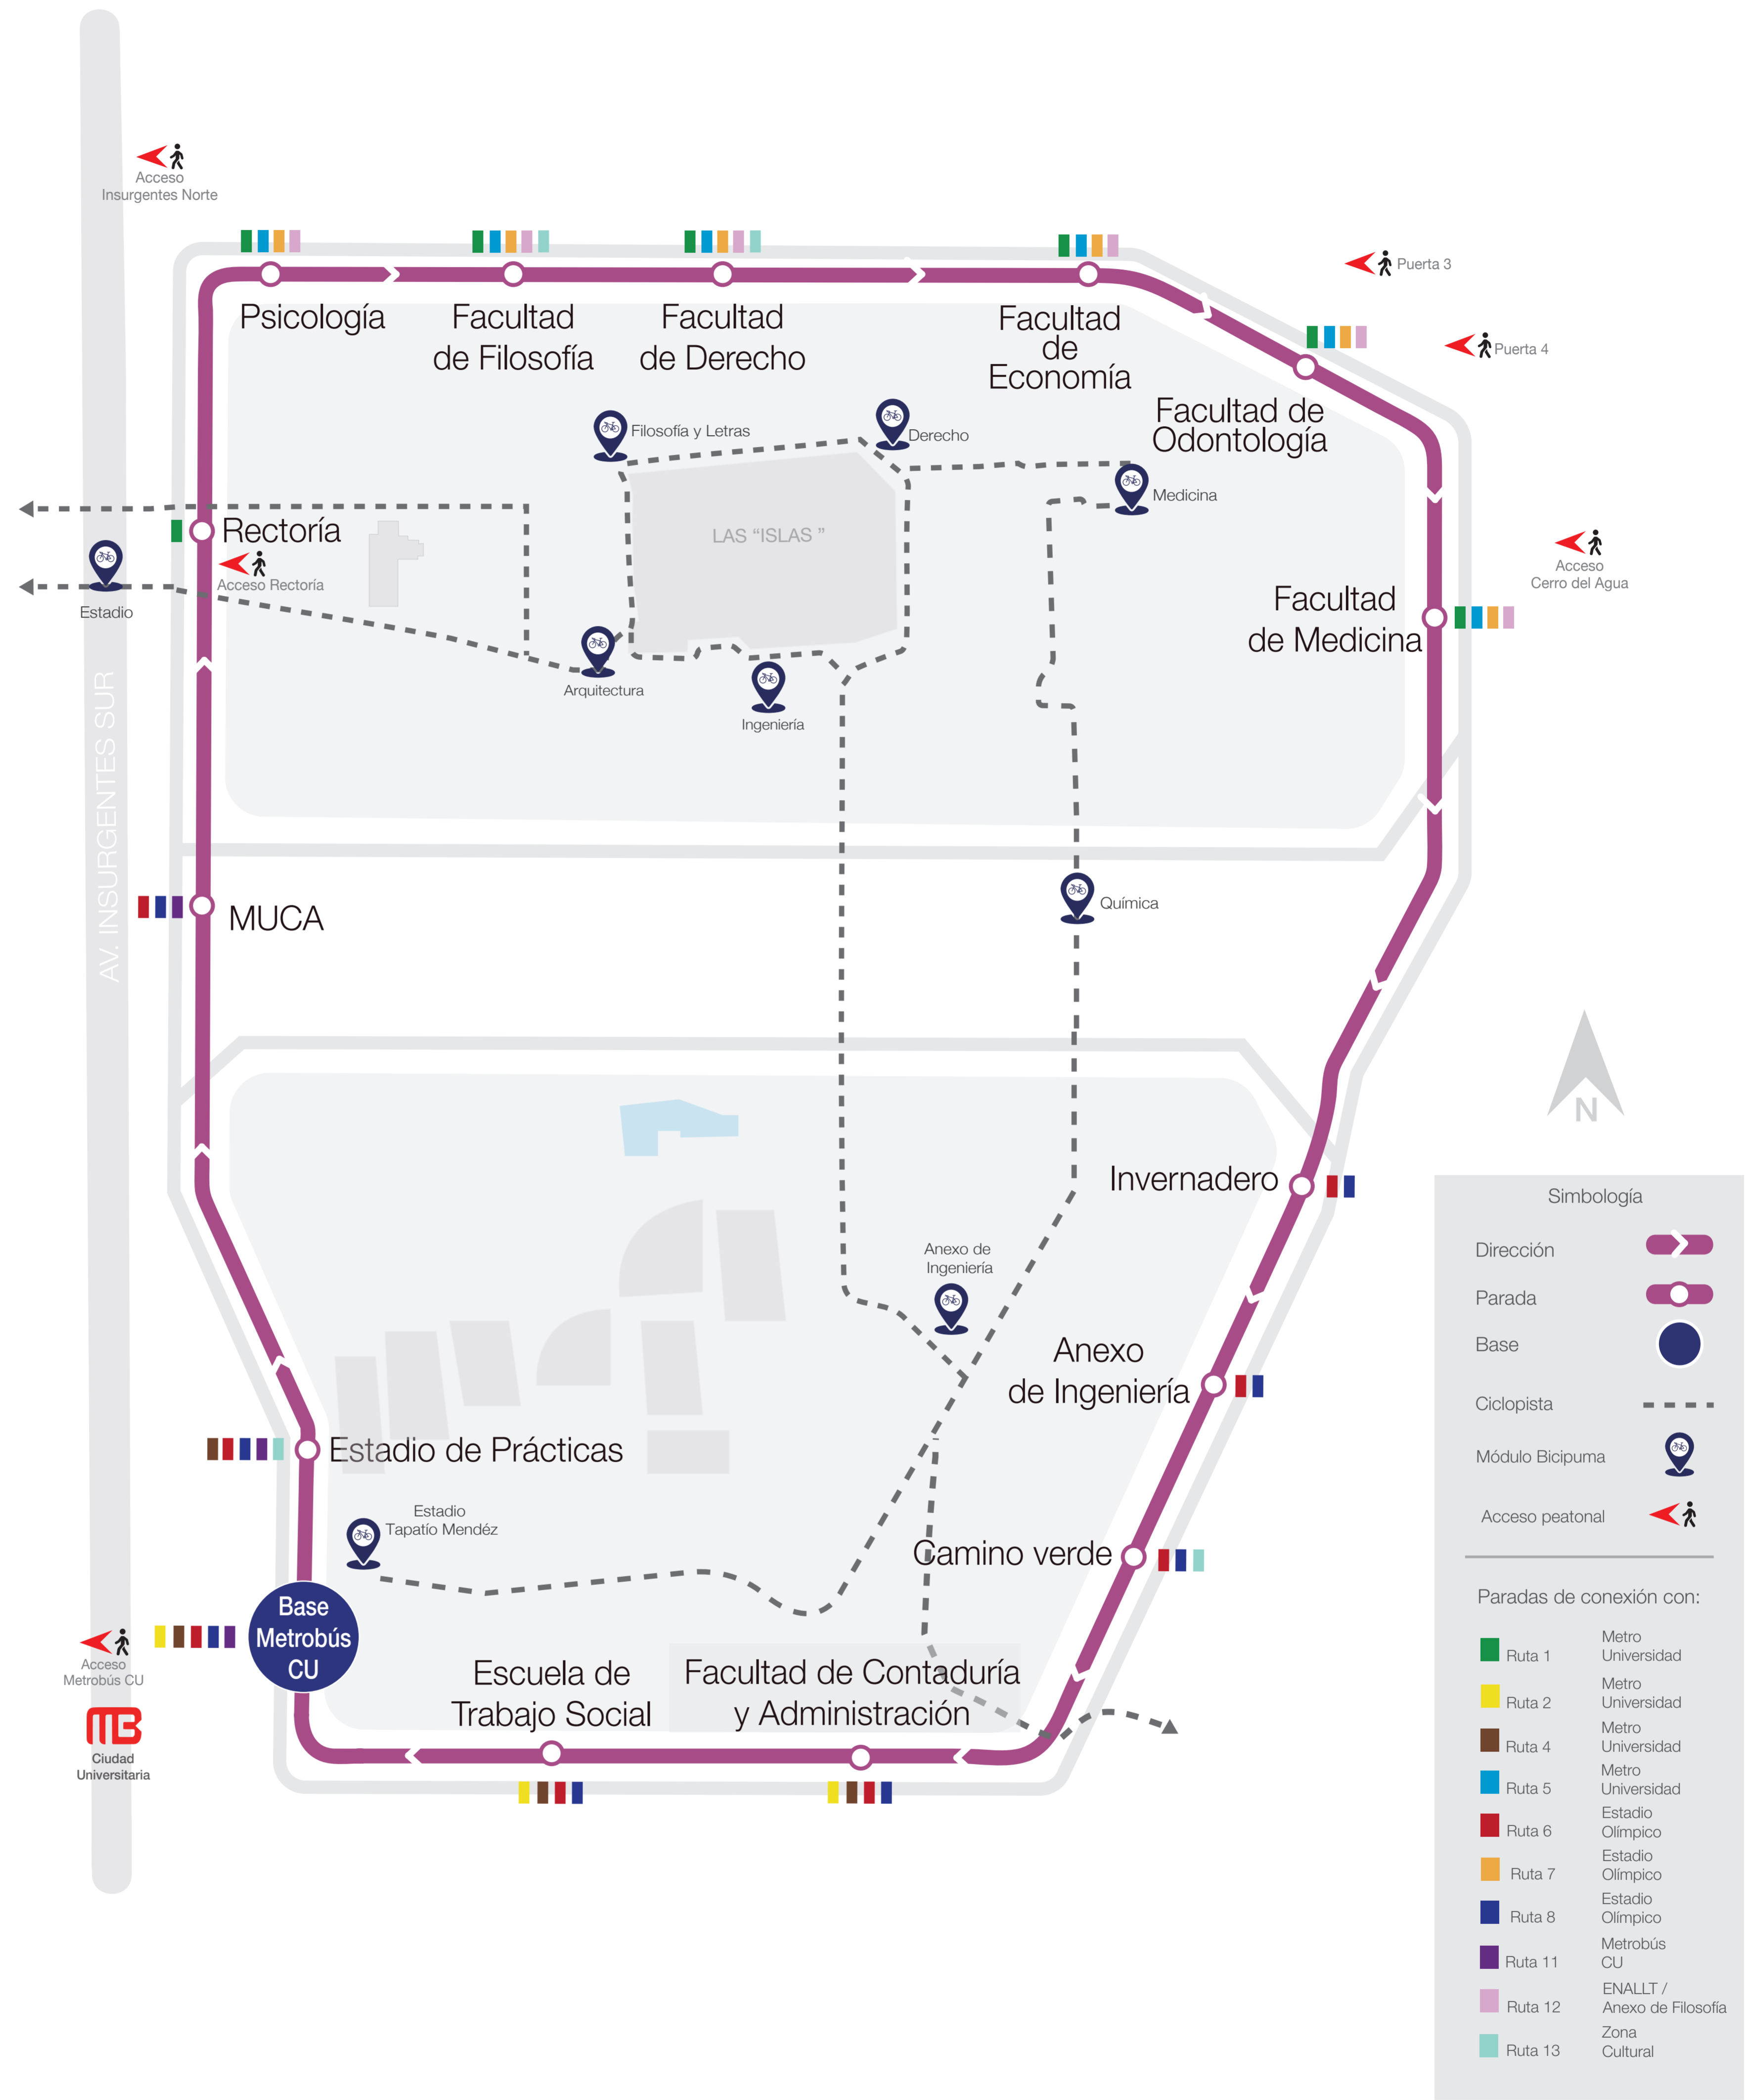 Acceso
Insurgentes Norte
Puerta 3
Puerta 4
Psicología
Facultad
de Filosofía
Facultad
de Derecho
Facultad
de
Economía
Facultad de
Odontología
Filosofía y Letras
Derecho
Medicina
LAS “ISLAS ”
Rectoría
Acceso Rectoría
Estadio
Acceso
Cerro del Agua
Facultad
de Medicina
Arquitectura
Ingeniería
AV. INSURGENTES SUR
MUCA
Química
N
Invernadero
Anexo de
Ingeniería
Anexo
de Ingeniería
Estadio de Prácticas
Estadio
Tapatío Mendéz
Camino verde
Base
Metrobús
CU
Acceso
Metrobús CU
MB
Ciudad
Universitaria
Escuela de
Trabajo Social
Facultad de Contaduría
y Administración
Simbología
Dirección
Parada
Base
Ciclopista
Módulo Bicipuma
Acceso peatonal
Paradas de conexión con:
Ruta 1 Metro
Universidad
Ruta 2 Metro
Universidad
Ruta 4 Metro
Universidad
Ruta 5 Metro
Universidad
Ruta 6 Estadio
Olímpico
Ruta 7 Estadio
Olímpico
Ruta 8 Estadio
Olímpico
Ruta 11 Metrobús
CU
Ruta 12 ENALLT /
Anexo de Filosofía
Ruta 13 Zona
Cultural